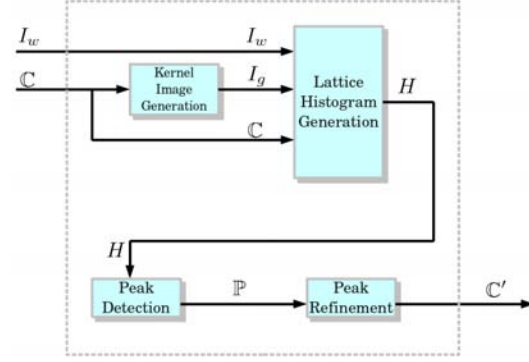 I_w I_w
ℂ Kernel Image Generation I_g Lattice Histogram Generation H
ℂ
H
Peak Detection ℙ Peak Refinement ℂ′